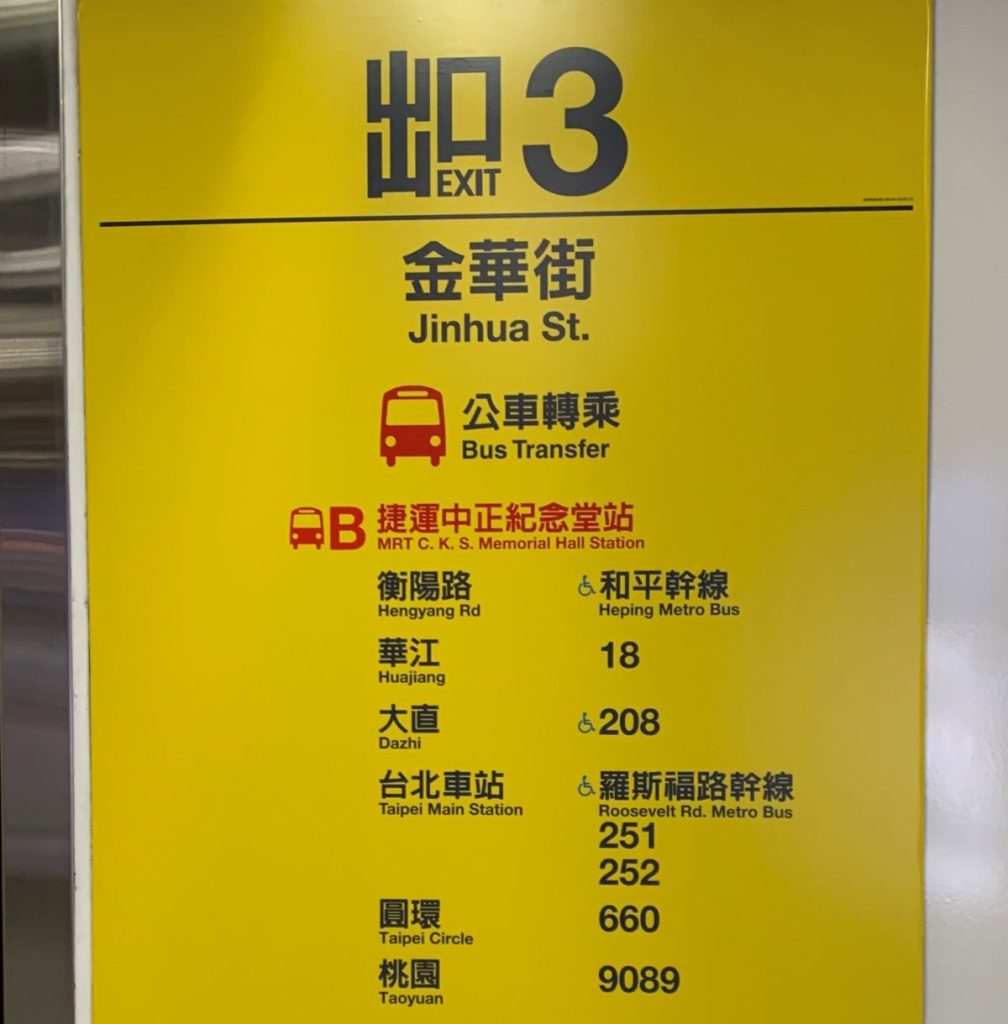 出口 3
EXIT
金華街
Jinhua St.
公車轉乘
Bus Transfer
B 捷運中正紀念堂站
MRT C. K. S. Memorial Hall Station
衡陽路 和平幹線
Hengyang Rd Heping Metro Bus
華江 18
Huajiang
大直 208
Dazhi
台北車站 羅斯福路幹線
Taipei Main Station Roosevelt Rd. Metro Bus
251
252
圓環 660
Taipei Circle
桃園 9089
Taoyuan